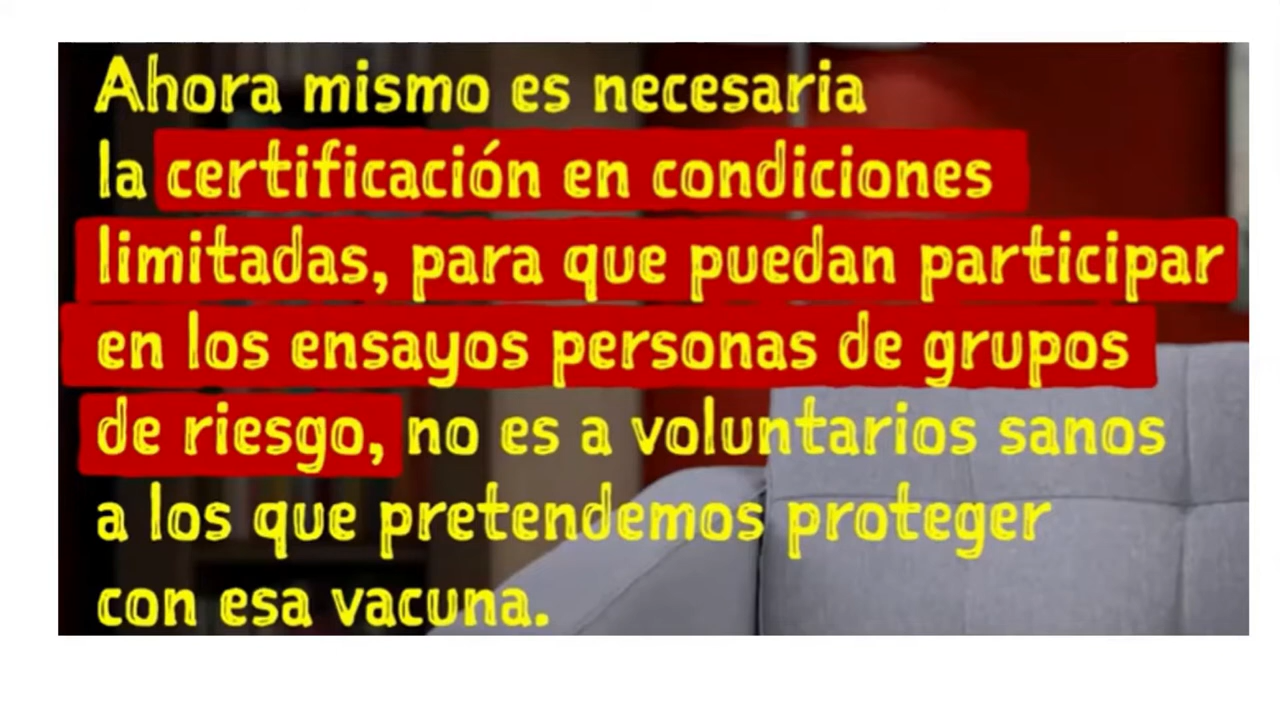 Ahora mismo es necesaria
la certificación en condiciones
limitadas, para que puedan participar
en los ensayos personas de grupos
de riesgo, no es a voluntarios sanos
a los que pretendemos proteger
con esa vacuna.